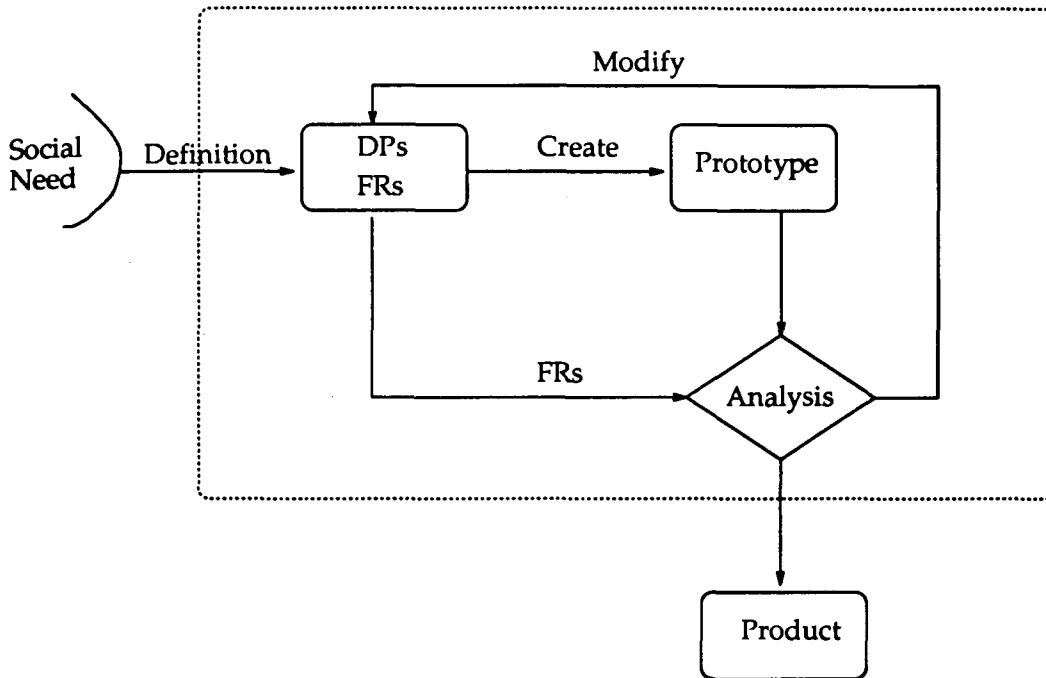 Modify
Social
Need
Definition
DPs
FRs
Create
Prototype
FRs
Analysis
Product